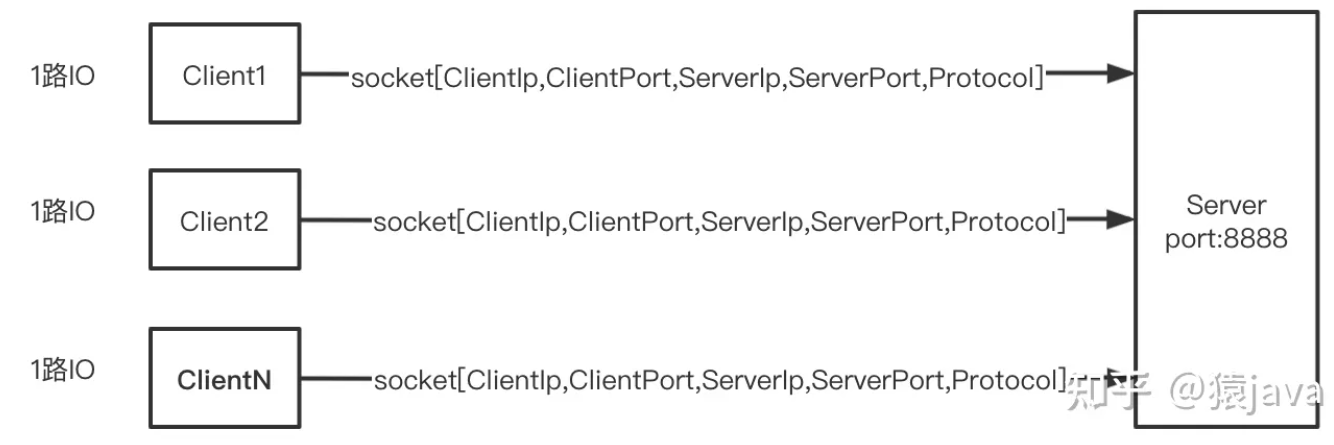 1路IO
Client1
socket[ClientIp,ClientPort,ServerIp,ServerPort,Protocol]
1路IO
Client2
socket[ClientIp,ClientPort,ServerIp,ServerPort,Protocol]
Server
port:8888
1路IO
ClientN
socket[ClientIp,ClientPort,ServerIp,ServerPort,Protocol]
知乎 @猿java